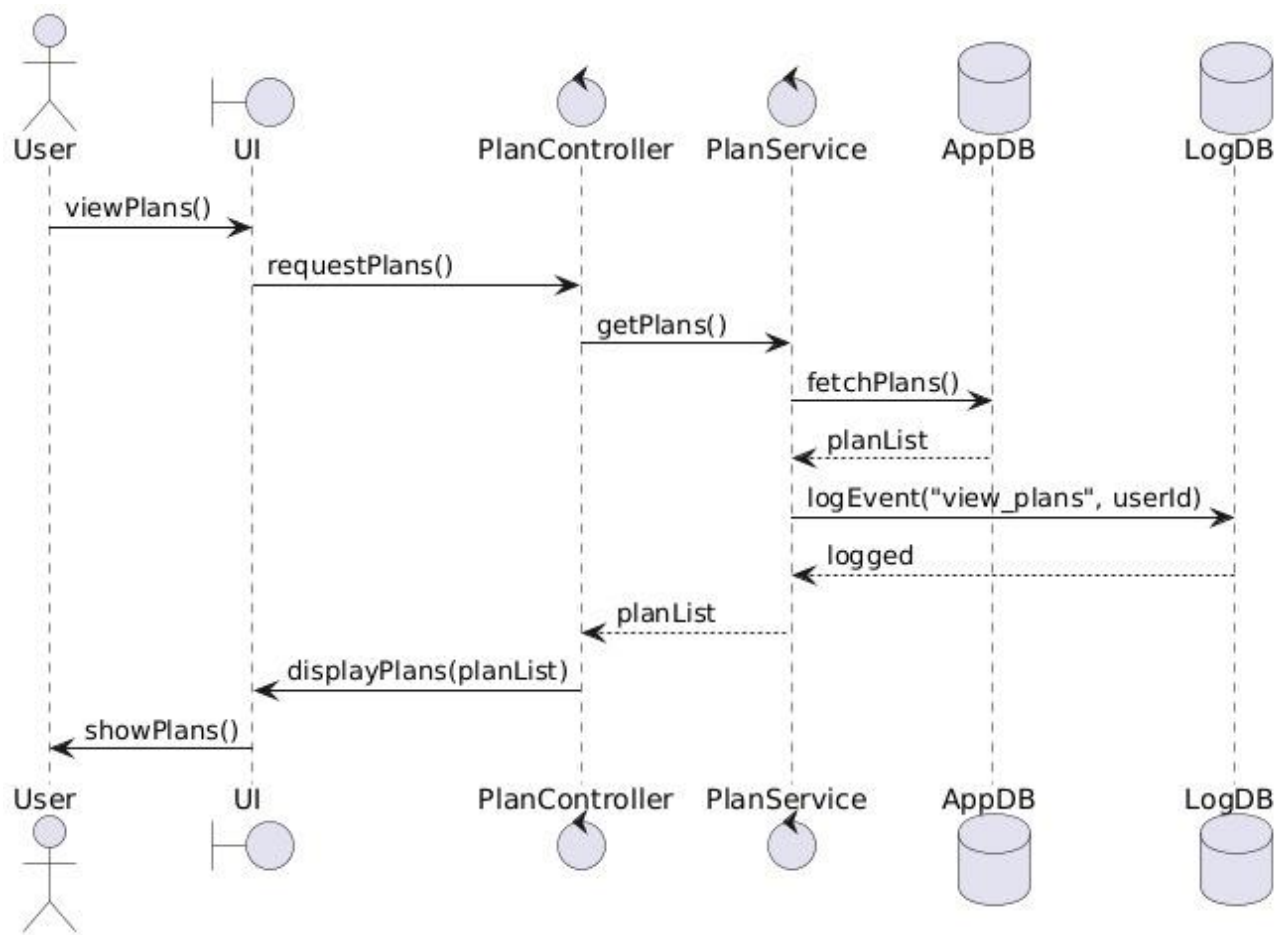 User
UI
PlanController
PlanService
AppDB
LogDB
viewPlans()
requestPlans()
getPlans()
fetchPlans()
planList
logEvent("view_plans", userId)
logged
planList
displayPlans(planList)
showPlans()
User
UI
PlanController
PlanService
AppDB
LogDB